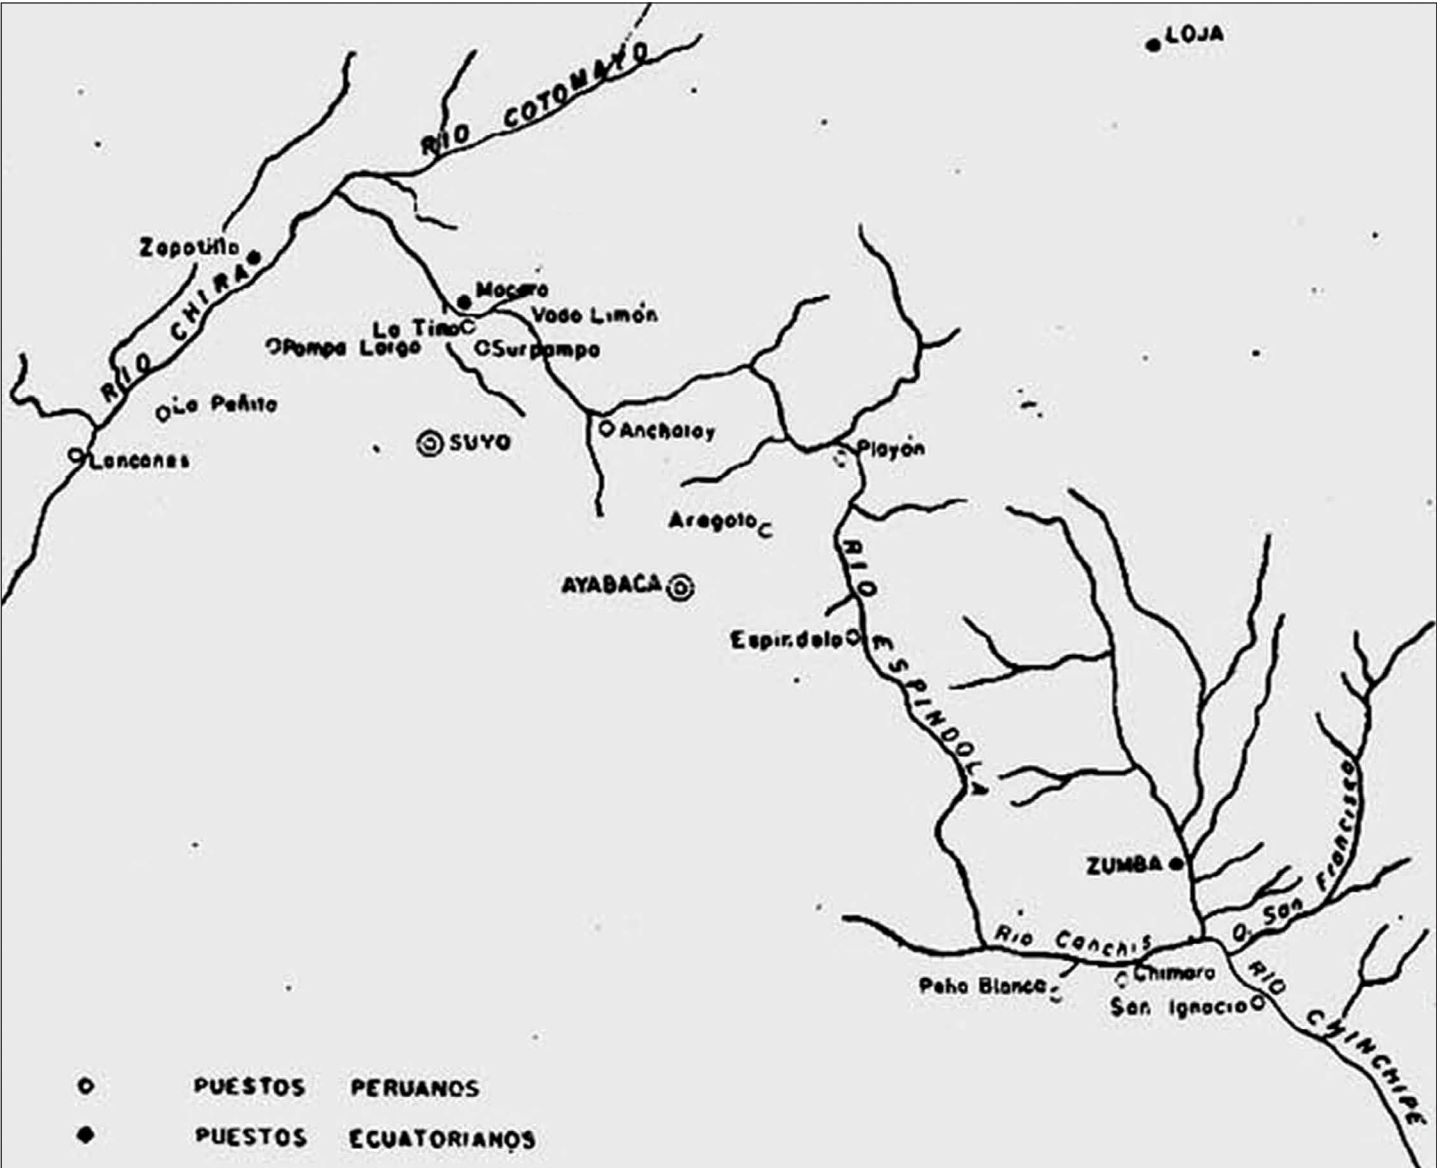 LOJA
RIO COTOMAYO
Zapotillo
RIO CHIRA
Macara
Vado Limón
La Tina
Pampa Larga
Surpampa
La Peñita
SUYO
Anchalay
Lancones
Playón
Aragoto
AYABACA
RIO ESPINDOLA
Espindola
ZUMBA
Q. San Francisco
Rio Canchis
Peña Blanca
Chimara
San Ignacio
RIO CHINCHIPE
PUESTOS PERUANOS
PUESTOS ECUATORIANOS